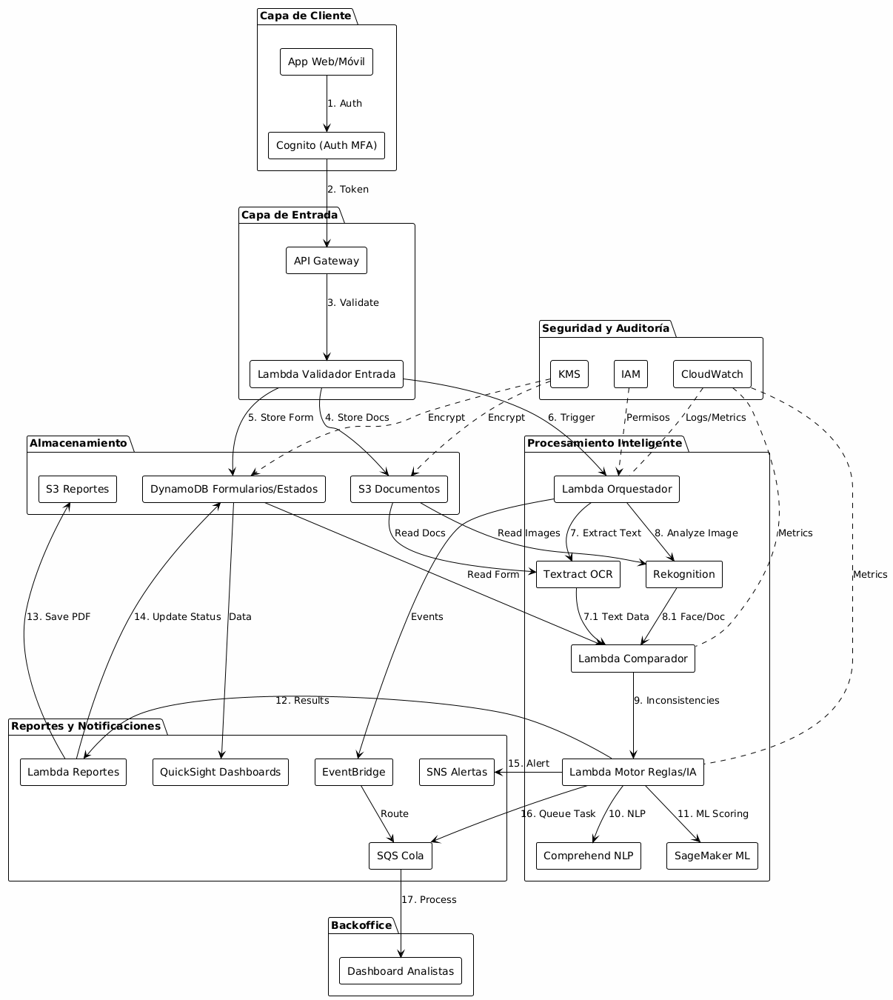 Capa de Cliente
App Web/Móvil
1. Auth
Cognito (Auth MFA)
2. Token
Capa de Entrada
API Gateway
3. Validate
Lambda Validador Entrada
Seguridad y Auditoría
KMS
IAM
CloudWatch
5. Store Form
4. Store Docs
Encrypt
Encrypt
6. Trigger
Permisos
Logs/Metrics
Almacenamiento
S3 Reportes
DynamoDB Formularios/Estados
S3 Documentos
Procesamiento Inteligente
Lambda Orquestador
Read Docs
Read Images
7. Extract Text
8. Analyze Image
Metrics
Textract OCR
Rekognition
Read Form
Metrics
13. Save PDF
14. Update Status
Data
Events
7.1 Text Data
8.1 Face/Doc
Lambda Comparador
12. Results
9. Inconsistencies
Reportes y Notificaciones
Lambda Reportes
QuickSight Dashboards
EventBridge
SNS Alertas
15. Alert
Lambda Motor Reglas/IA
Route
16. Queue Task
10. NLP
11. ML Scoring
SQS Cola
Comprehend NLP
SageMaker ML
17. Process
Backoffice
Dashboard Analistas